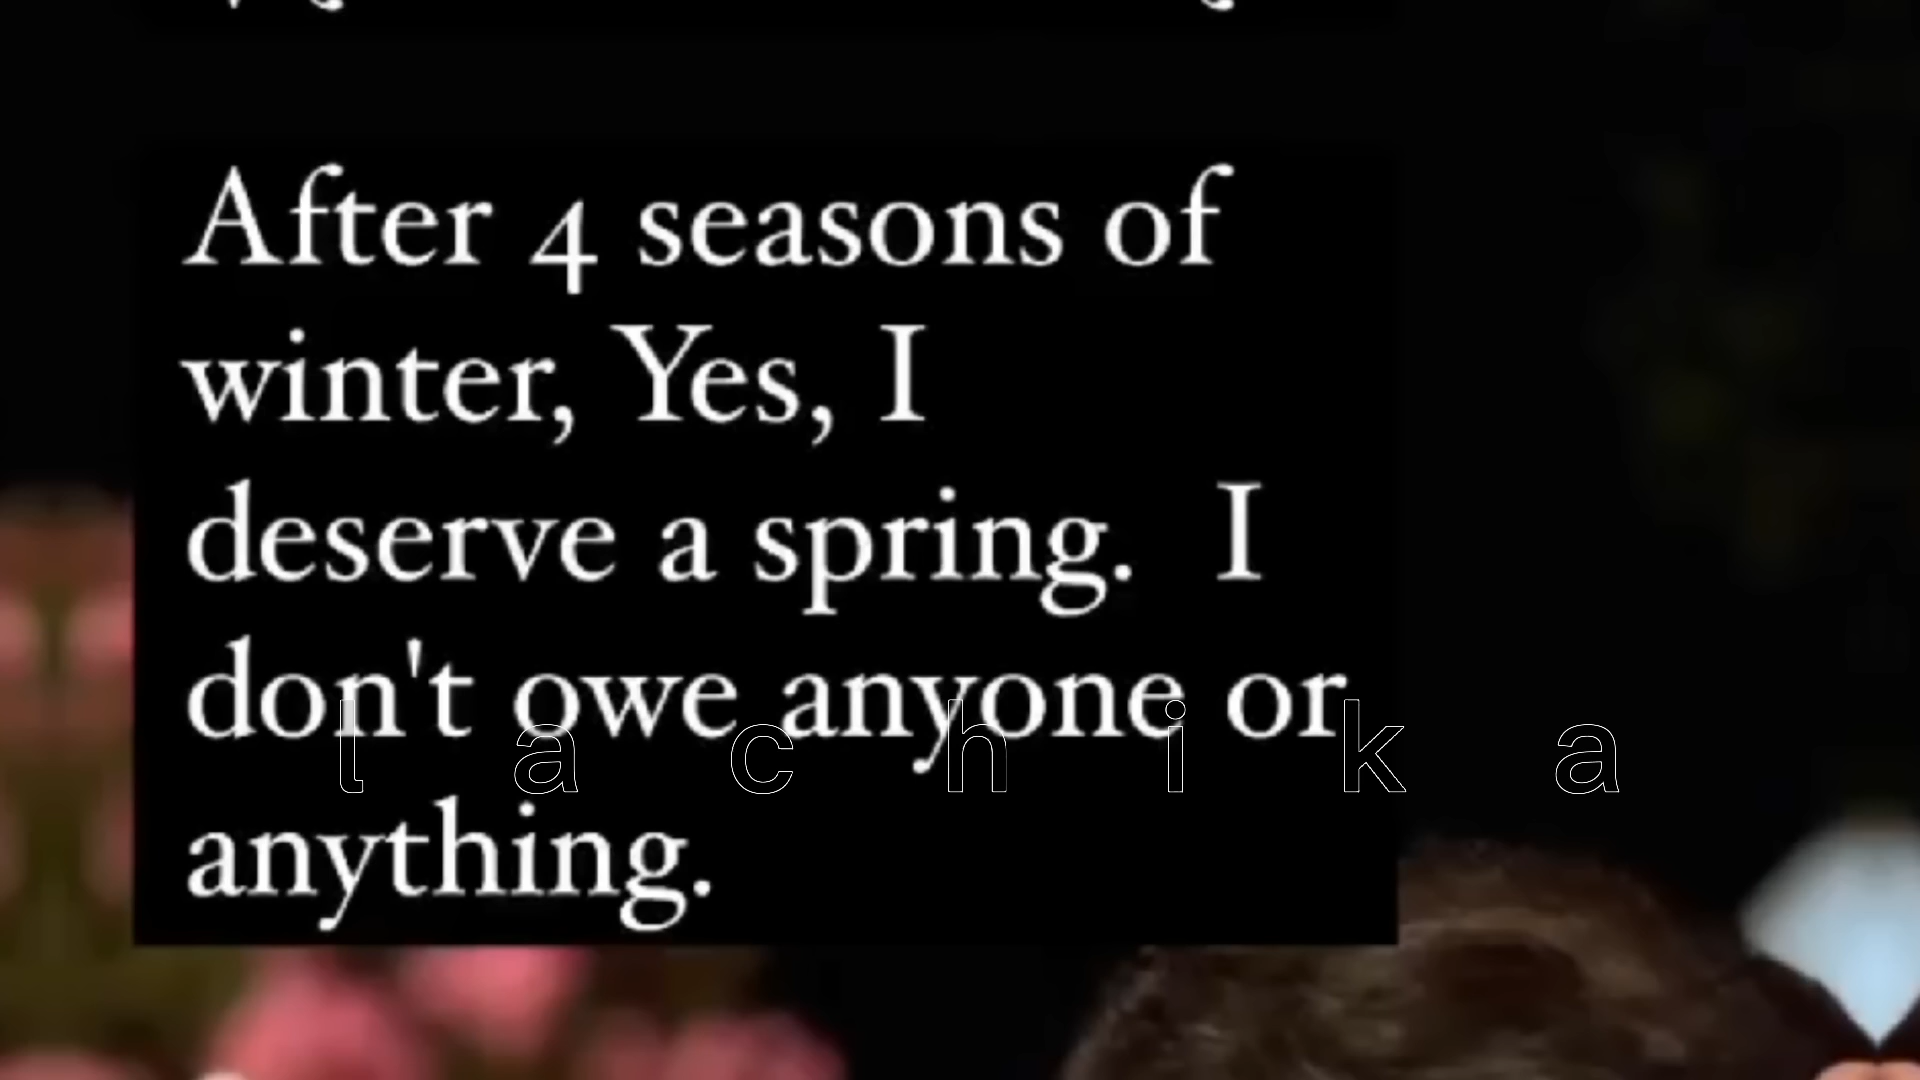 After 4 seasons of
winter, Yes, I
deserve a spring.  I
don't owe anyone or
l a c h i k a
anything.